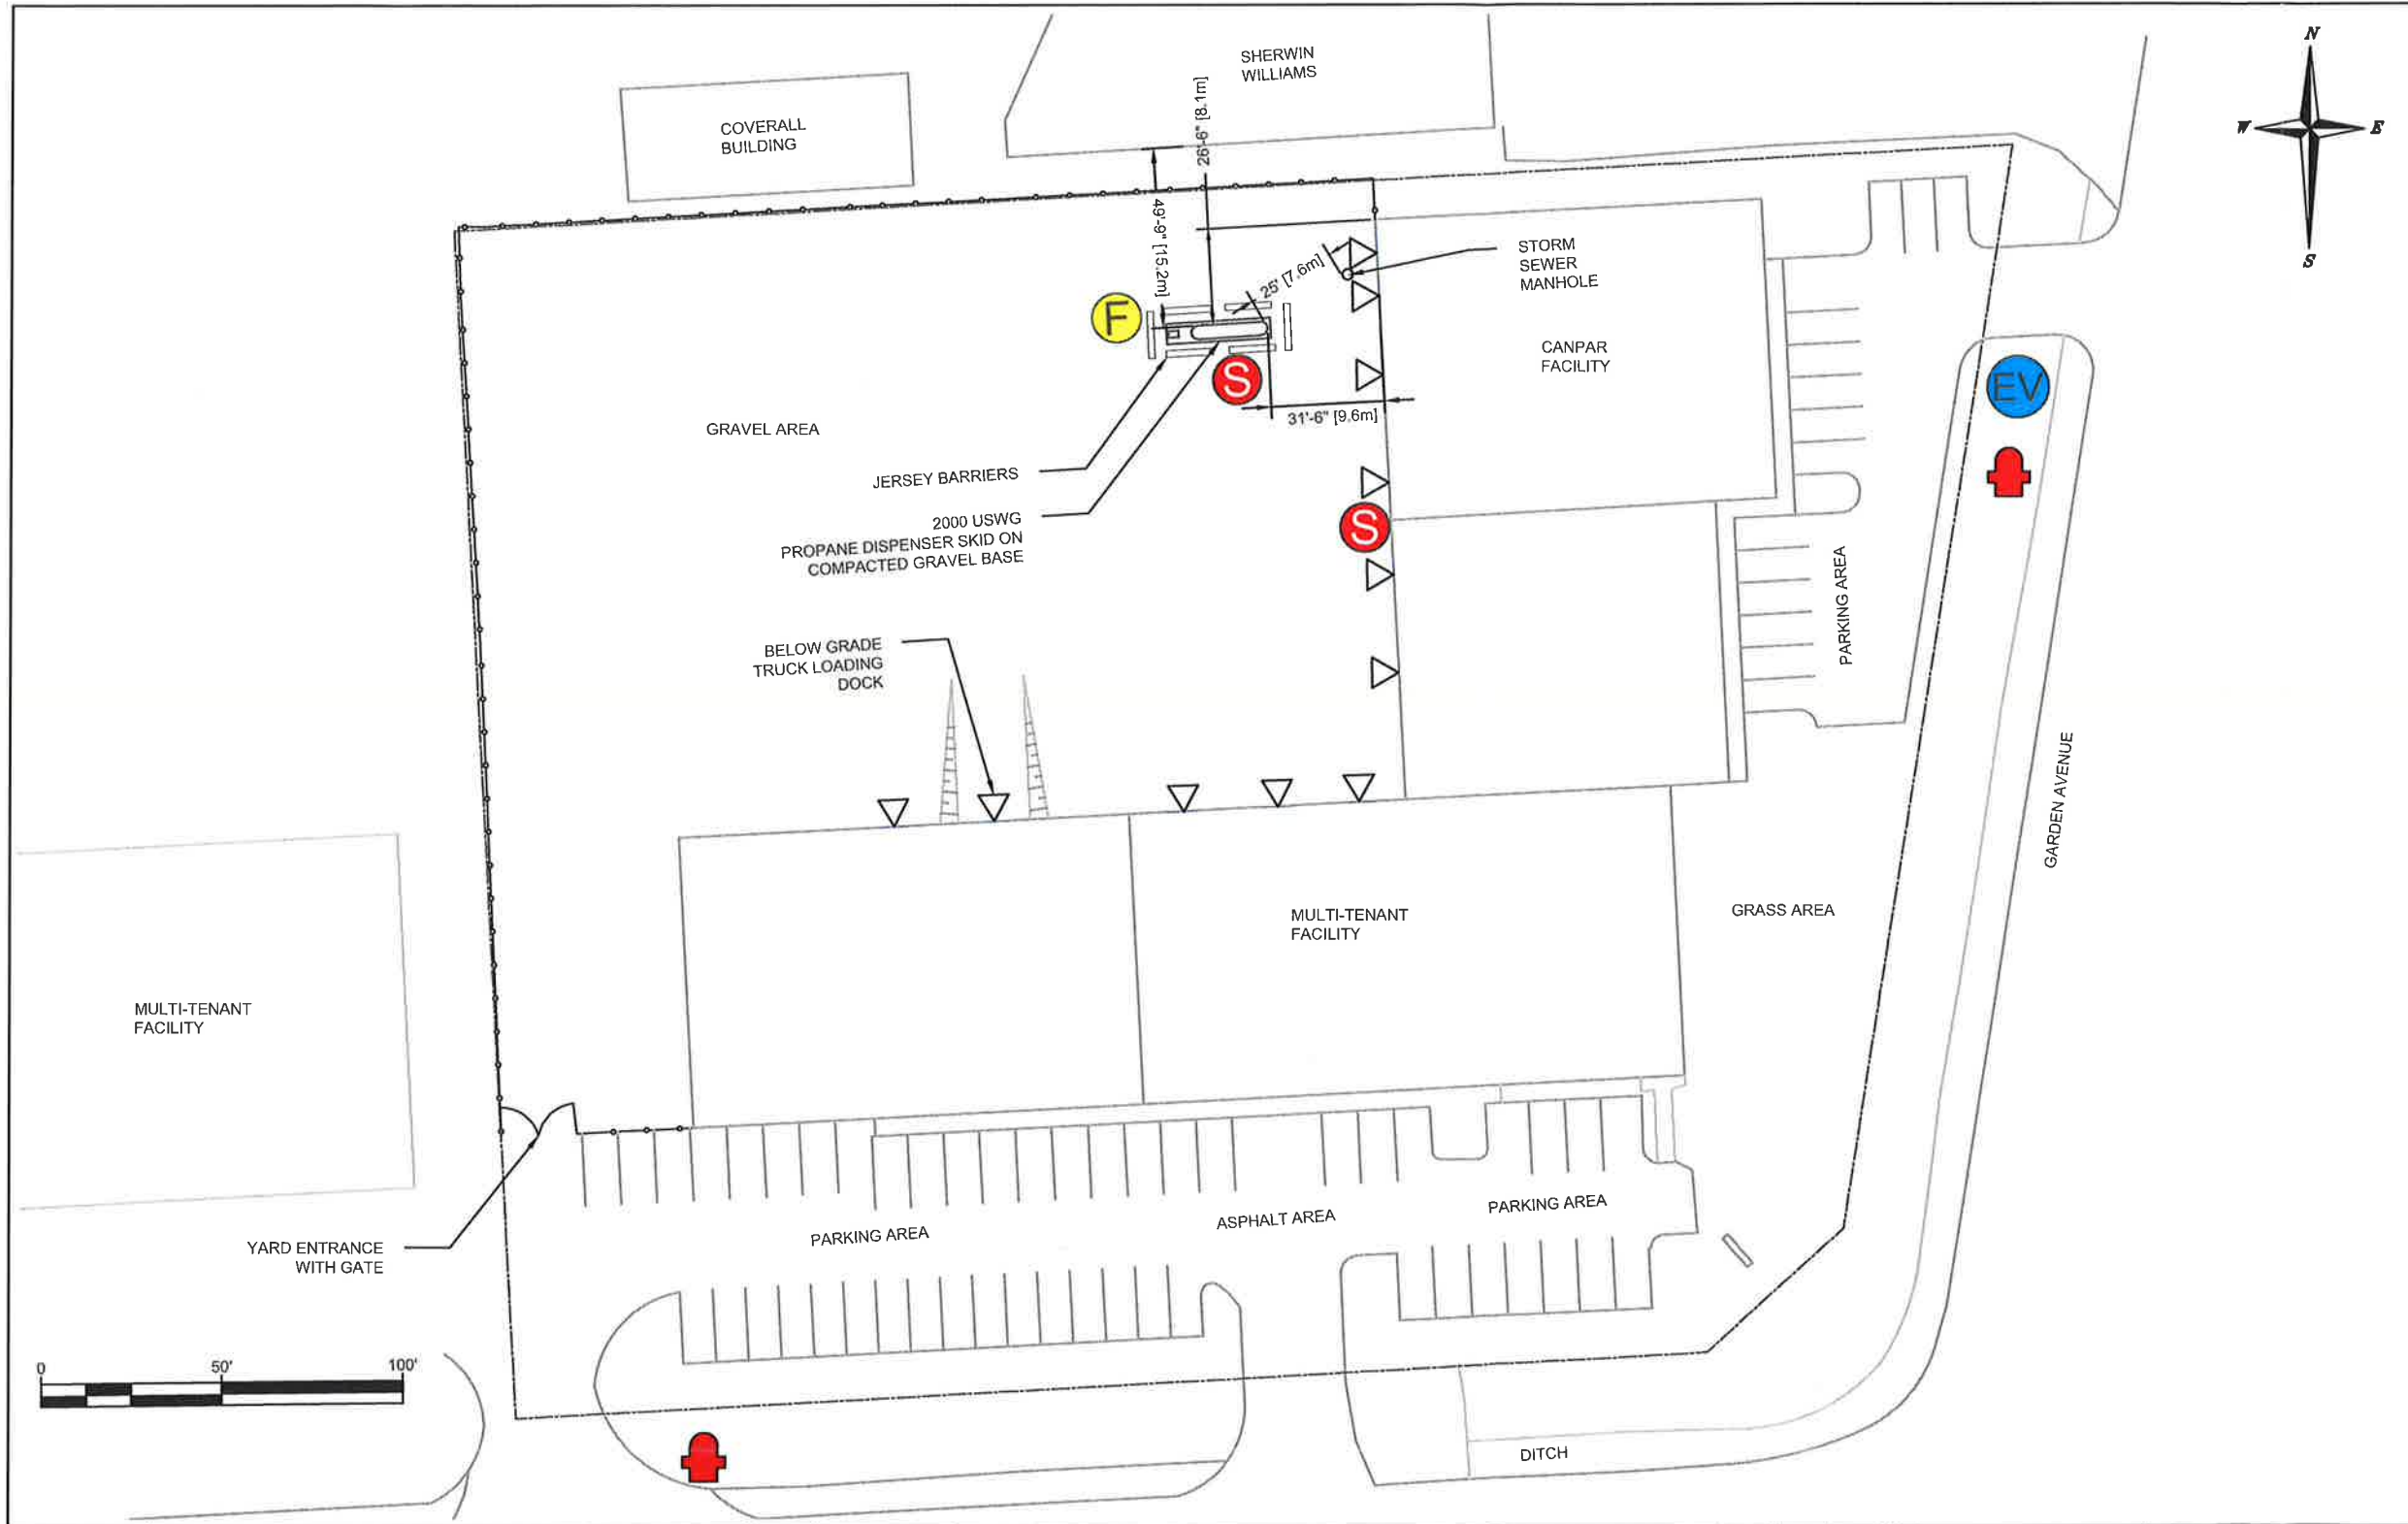 SHERWIN
WILLIAMS
N
W
E
S
COVERALL
BUILDING
26'-6" [8.1m]
49'-9" [15.2m]
25' [7.6m]
STORM
SEWER
MANHOLE
F
S
31'-6" [9.6m]
CANPAR
FACILITY
EV
GRAVEL AREA
JERSEY BARRIERS
2000 USWG
PROPANE DISPENSER SKID ON
COMPACTED GRAVEL BASE
S
PARKING AREA
BELOW GRADE
TRUCK LOADING
DOCK
GARDEN AVENUE
MULTI-TENANT
FACILITY
GRASS AREA
MULTI-TENANT
FACILITY
YARD ENTRANCE
WITH GATE
PARKING AREA
ASPHALT AREA
PARKING AREA
0
50'
100'
DITCH